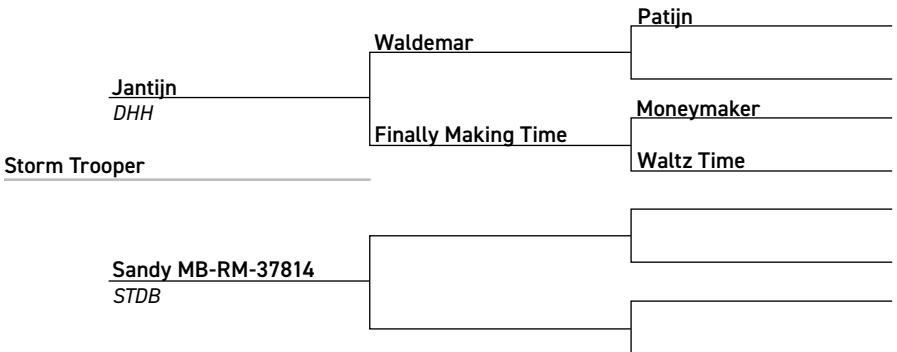 Patijn
Waldemar
Jantijn
DHH
Moneymaker
Finally Making Time
Waltz Time
Storm Trooper
Sandy MB-RM-37814
STDB